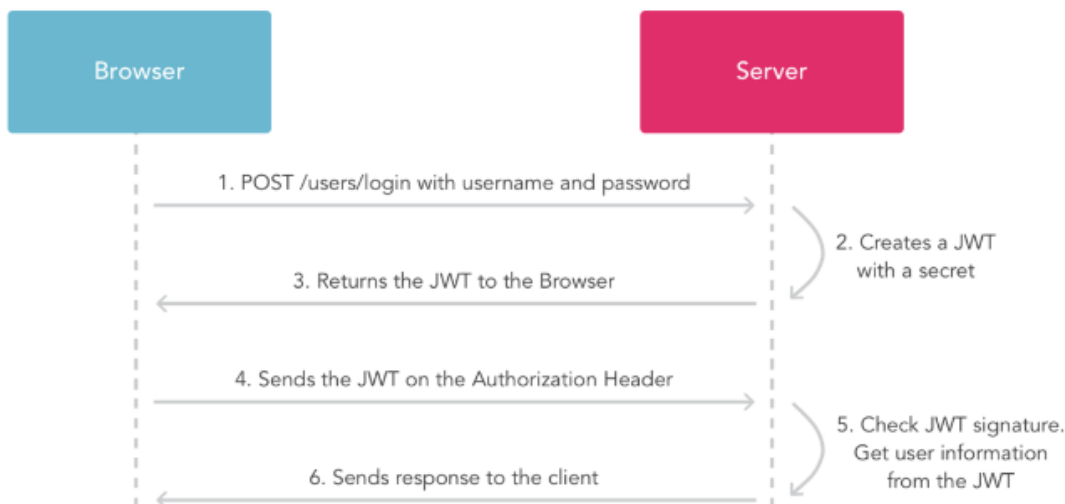 Browser
Server
1. POST /users/login with username and password
2. Creates a JWT
with a secret
3. Returns the JWT to the Browser
4. Sends the JWT on the Authorization Header
5. Check JWT signature.
Get user information
from the JWT
6. Sends response to the client